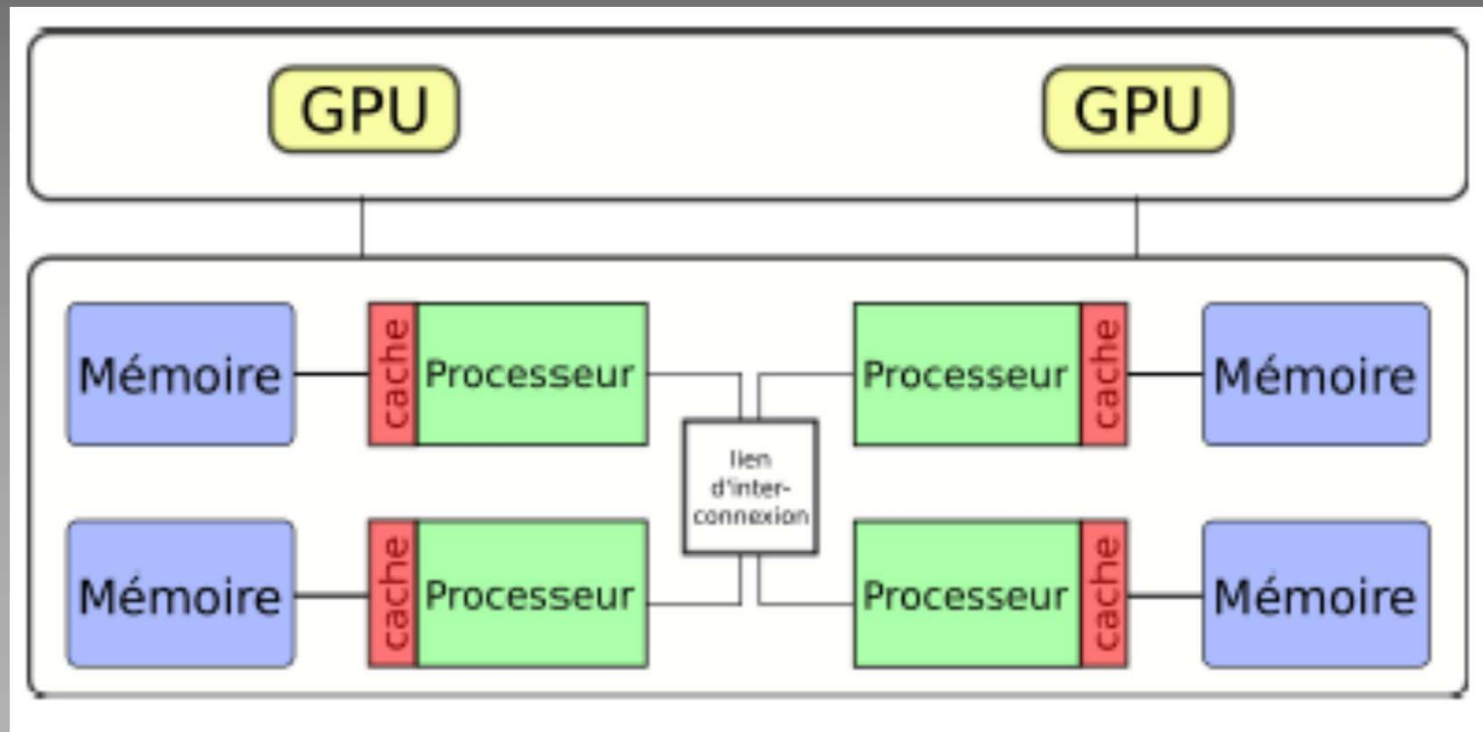 GPU
GPU
Mémoire
cache
Processeur
Processeur
cache
Mémoire
lien
d'inter-
connexion
Mémoire
cache
Processeur
Processeur
cache
Mémoire